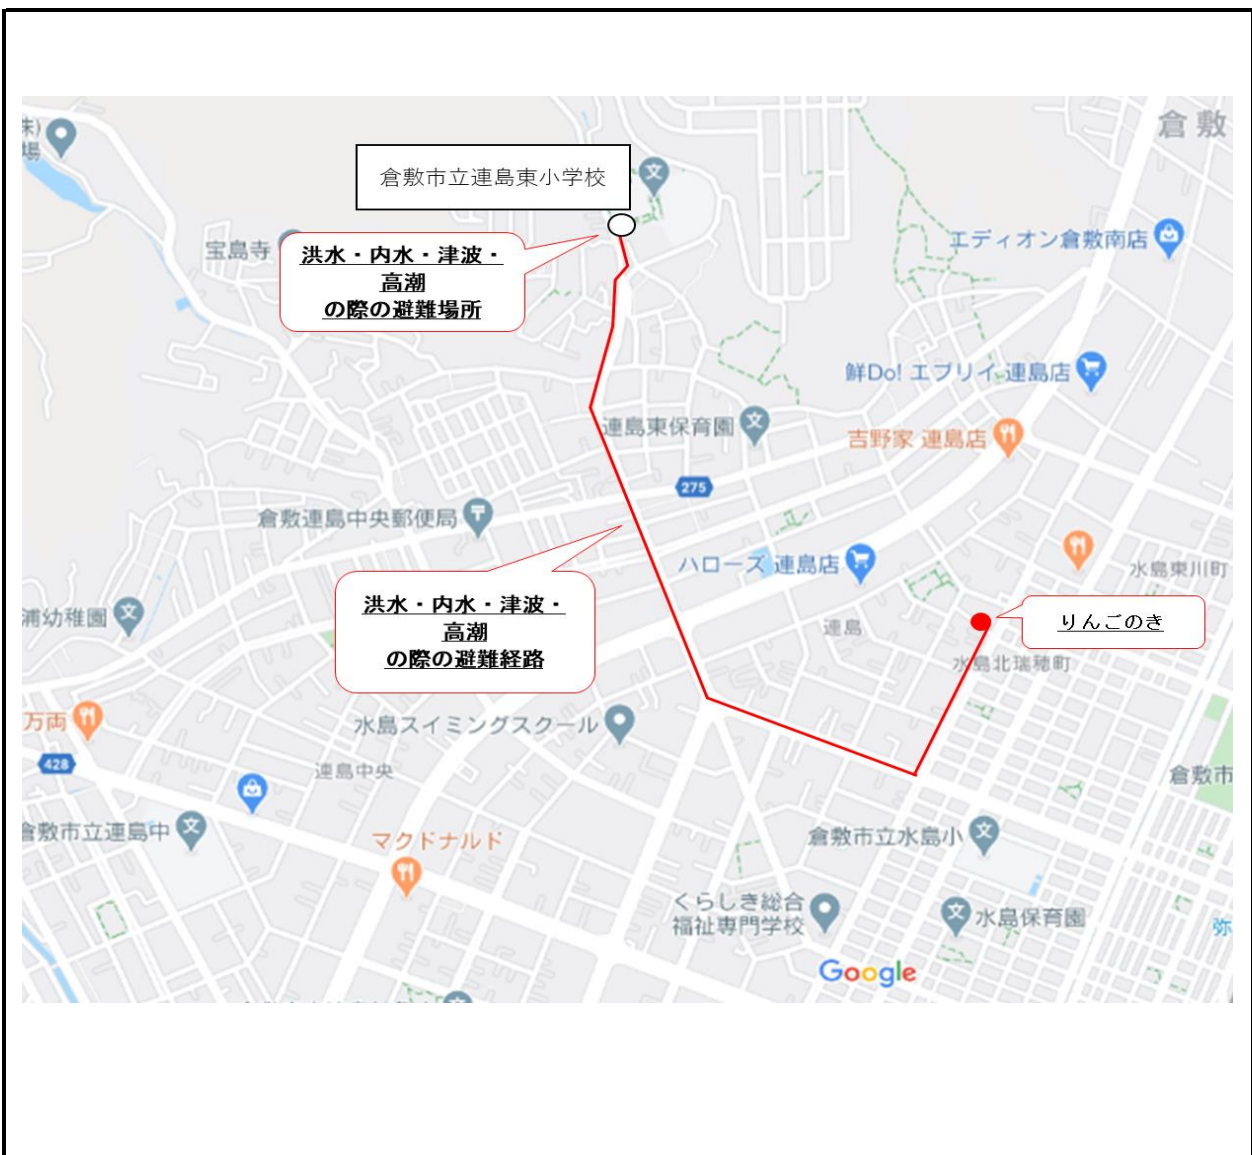 倉敷
株)
場
倉敷市立連島東小学校
宝島寺
洪水・内水・津波・
高潮
の際の避難場所
エディオン倉敷南店
鮮Do! エブリイ 連島店
連島東保育園
吉野家 連島店
275
倉敷連島中央郵便局
ハローズ 連島店
水島東川町
洪水・内水・津波・
高潮
の際の避難経路
浦幼稚園
連島
りんごのき
水島北瑞穂町
万両
水島スイミングスクール
428
連島中央
倉敷市
倉敷市立連島中
マクドナルド
倉敷市立水島小
くらしき総合
福祉専門学校
水島保育園
弥
Google